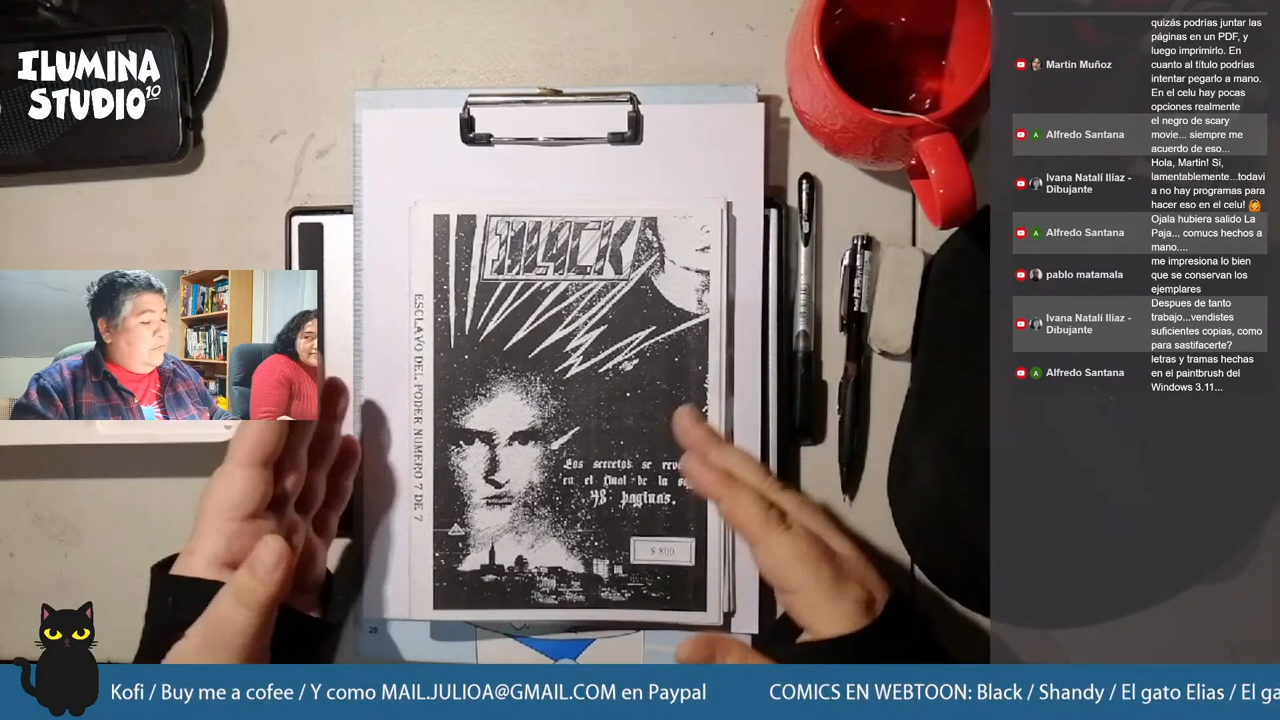 ILUMINA
STUDIO 10
BLACK
ESCLAVO DEL PODER NUMERO 7 DE 7
Los secretos se
en el final de la
48 paginas.
$ 800
Kofi / Buy me a cofee / Y como MAIL.JULIOA@GMAIL.COM en Paypal
COMICS EN WEBTOON: Black / Shandy / El gato Elias / El ga
quizás podrías juntar las
páginas en un PDF, y
luego imprimirlo. En
Martin Muñoz
cuanto al título podrías
intentar pegarlo a mano.
En el celu hay pocas
opciones realmente
el negro de scary
Alfredo Santana
movie... siempre me
acuerdo de eso...
Hola, Martin! Si,
Ivana Natalí Ilíaz -
Dibujante
lamentablemente...todavi
a no hay programas para
hacer eso en el celu!
Ojala hubiera salido La
Alfredo Santana
Paja... comucs hechos a
mano....
me impresiona lo bien
pablo matamala
que se conservan los
ejemplares
Despues de tanto
Ivana Natalí Ilíaz -
Dibujante
trabajo...vendistes
suficientes copias, como
para sastifacerte?
letras y tramas hechas
Alfredo Santana
en el paintbrush del
Windows 3.11...